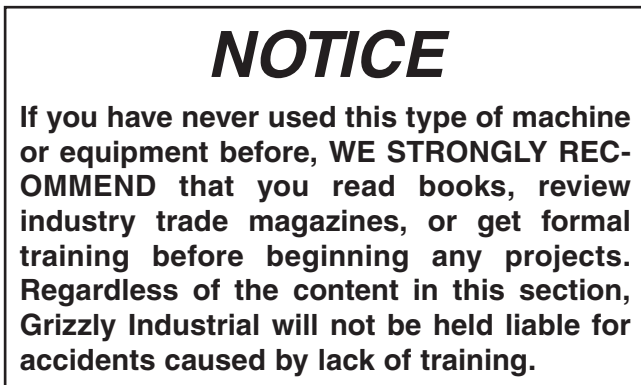 NOTICE
If you have never used this type of machine
or equipment before, WE STRONGLY REC-
OMMEND that you read books, review
industry trade magazines, or get formal
training before beginning any projects.
Regardless of the content in this section,
Grizzly Industrial will not be held liable for
accidents caused by lack of training.